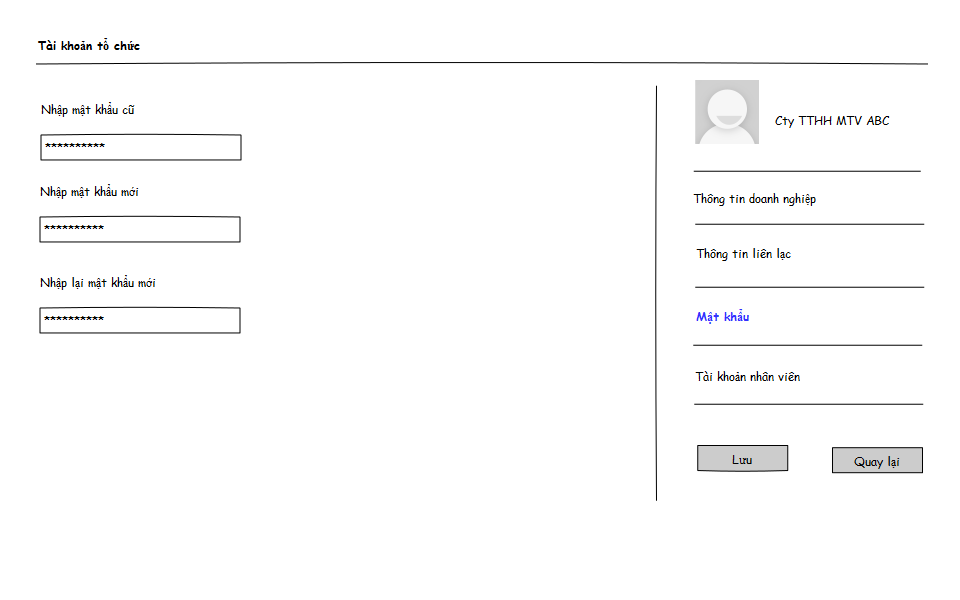 Tài khoản tổ chức
Nhập mật khẩu cũ
**********
Nhập mật khẩu mới
**********
Nhập lại mật khẩu mới
**********
Cty TTHH MTV ABC
Thông tin doanh nghiệp
Thông tin liên lạc
Mật khẩu
Tài khoản nhân viên
Lưu
Quay lại